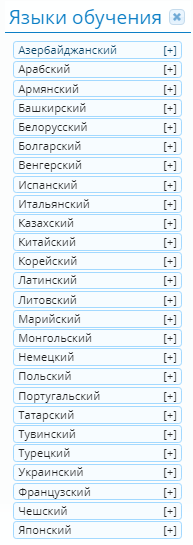 Языки обучения
Азербайджанский [+]
Арабский [+]
Армянский [+]
Башкирский [+]
Белорусский [+]
Болгарский [+]
Венгерский [+]
Испанский [+]
Итальянский [+]
Казахский [+]
Китайский [+]
Корейский [+]
Латинский [+]
Литовский [+]
Марийский [+]
Монгольский [+]
Немецкий [+]
Польский [+]
Португальский [+]
Татарский [+]
Тувинский [+]
Турецкий [+]
Украинский [+]
Французский [+]
Чешский [+]
Японский [+]